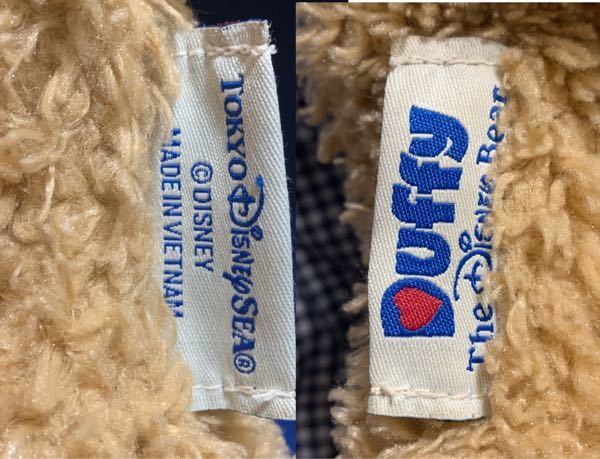 TOKYO DISNEYSEA®
©DISNEY
MADE IN VIETNAM
Duffy
The Disney Bear